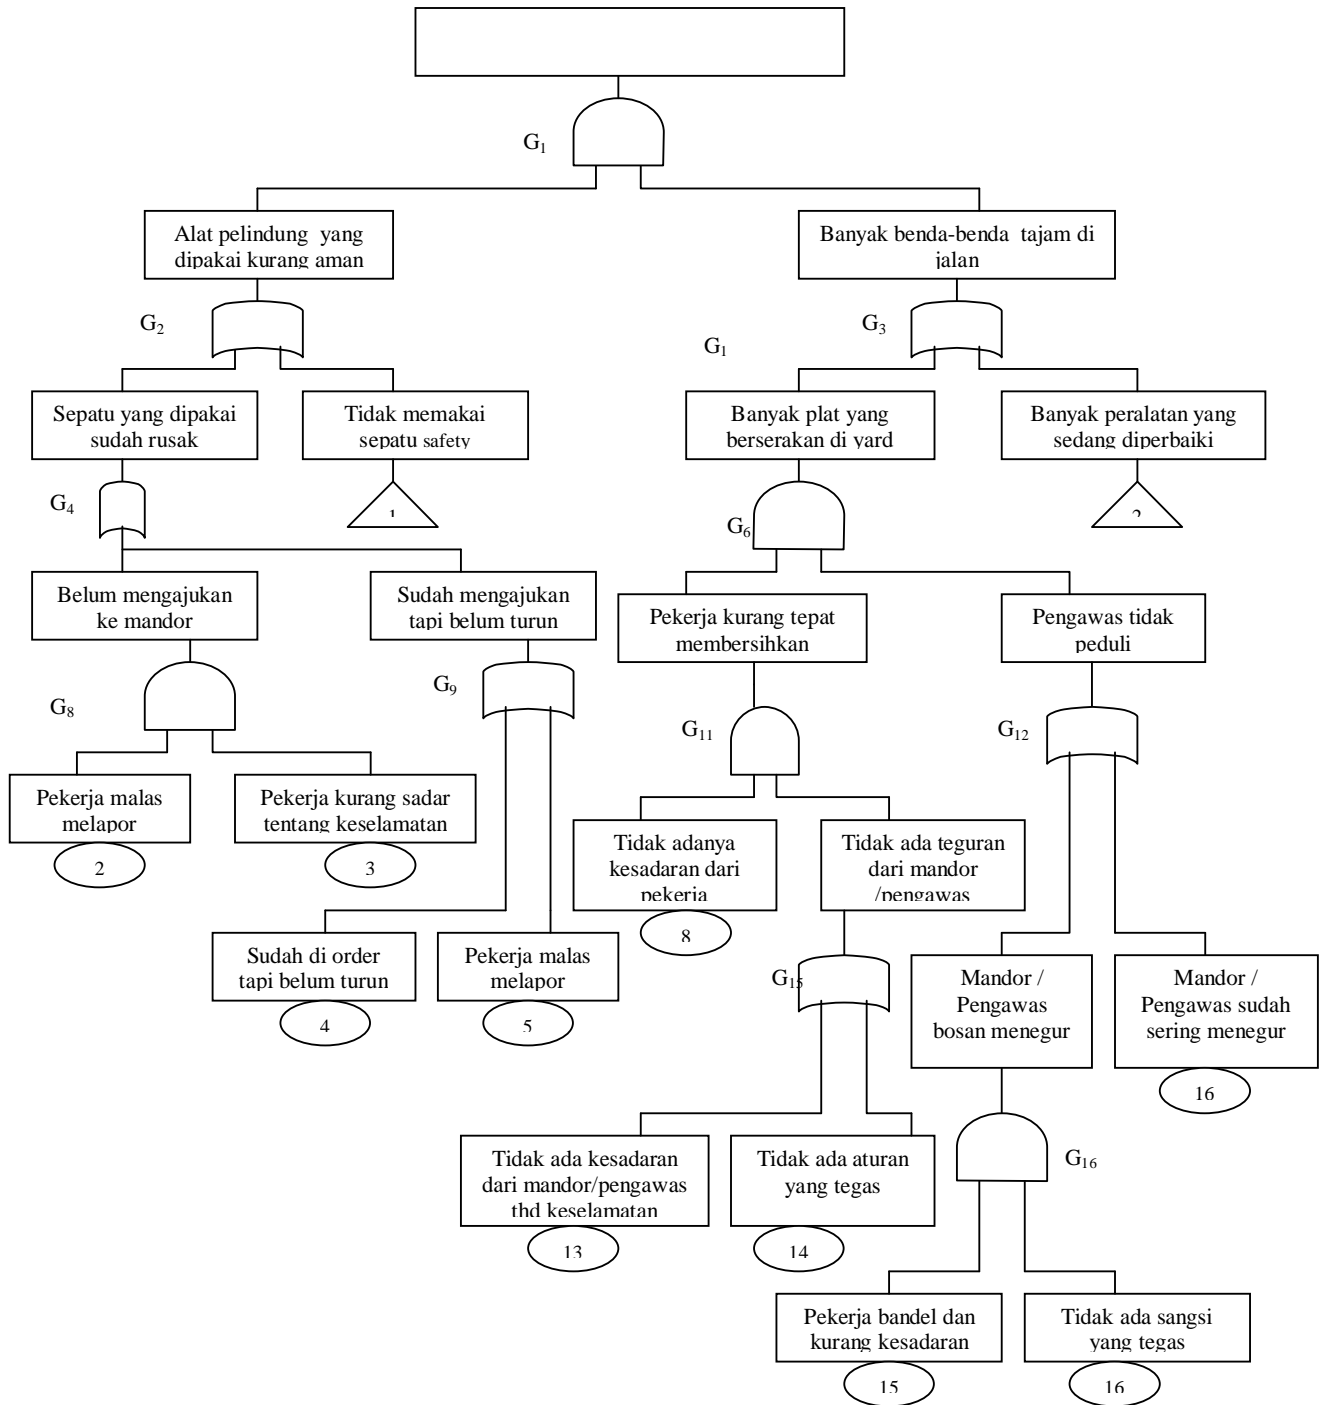 G1
Alat pelindung yang
dipakai kurang aman
Banyak benda-benda tajam di
jalan
G2
G3
G1
Sepatu yang dipakai
sudah rusak
Tidak memakai
sepatu safety
Banyak plat yang
berserakan di yard
Banyak peralatan yang
sedang diperbaiki
G4
1
G6
2
Belum mengajukan
ke mandor
Sudah mengajukan
tapi belum turun
Pekerja kurang tepat
membersihkan
Pengawas tidak
peduli
G8
G9
G11
G12
Pekerja malas
melapor
Pekerja kurang sadar
tentang keselamatan
Tidak adanya
kesadaran dari
pekerja
Tidak ada teguran
dari mandor
/pengawas
2
3
8
Sudah di order
tapi belum turun
Pekerja malas
melapor
G15
Mandor /
Pengawas
bosan menegur
Mandor /
Pengawas sudah
sering menegur
4
5
16
Tidak ada kesadaran
dari mandor/pengawas
thd keselamatan
Tidak ada aturan
yang tegas
G16
13
14
Pekerja bandel dan
kurang kesadaran
Tidak ada sangsi
yang tegas
15
16